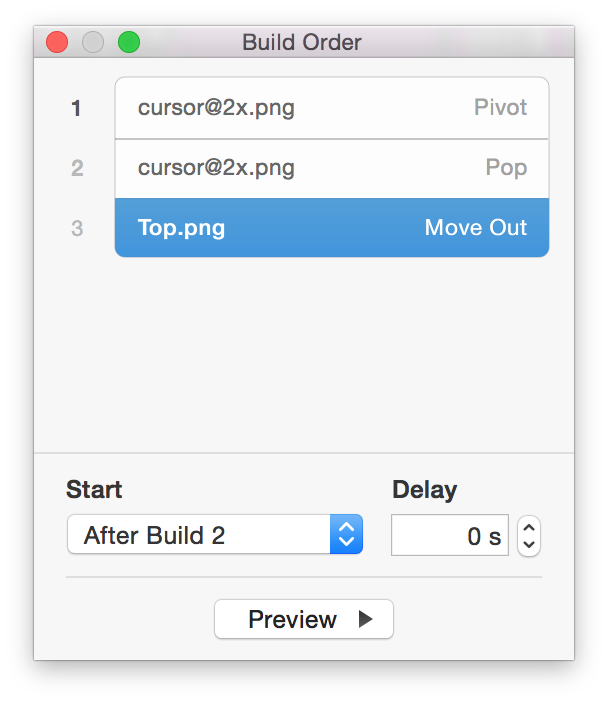 Build Order
1 cursor@2x.png Pivot
2 cursor@2x.png Pop
3 Top.png Move Out
Start Delay
After Build 2 0 s
Preview